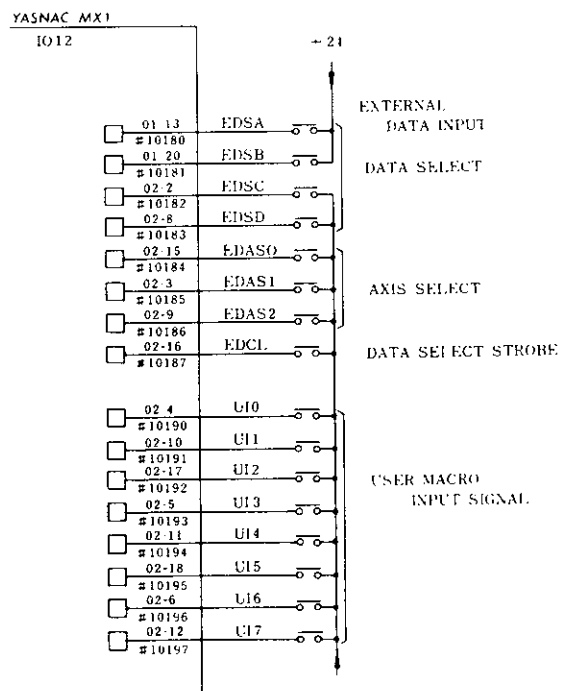 YASNAC MX1
IO12
+24
EXTERNAL
DATA INPUT
01-13 EDSA
#10180
01-20 EDSB
#10181
DATA SELECT
02-2 EDSC
#10182
02-8 EDSD
#10183
02-15 EDAS0
#10184
02-3 EDAS1
#10185
AXIS SELECT
02-9 EDAS2
#10186
02-16 EDCL
#10187
DATA SELECT STROBE
02-4 UI0
#10190
02-10 UI1
#10191
02-17 UI2
#10192
USER MACRO
INPUT SIGNAL
02-5 UI3
#10193
02-11 UI4
#10194
02-18 UI5
#10195
02-6 UI6
#10196
02-12 UI7
#10197